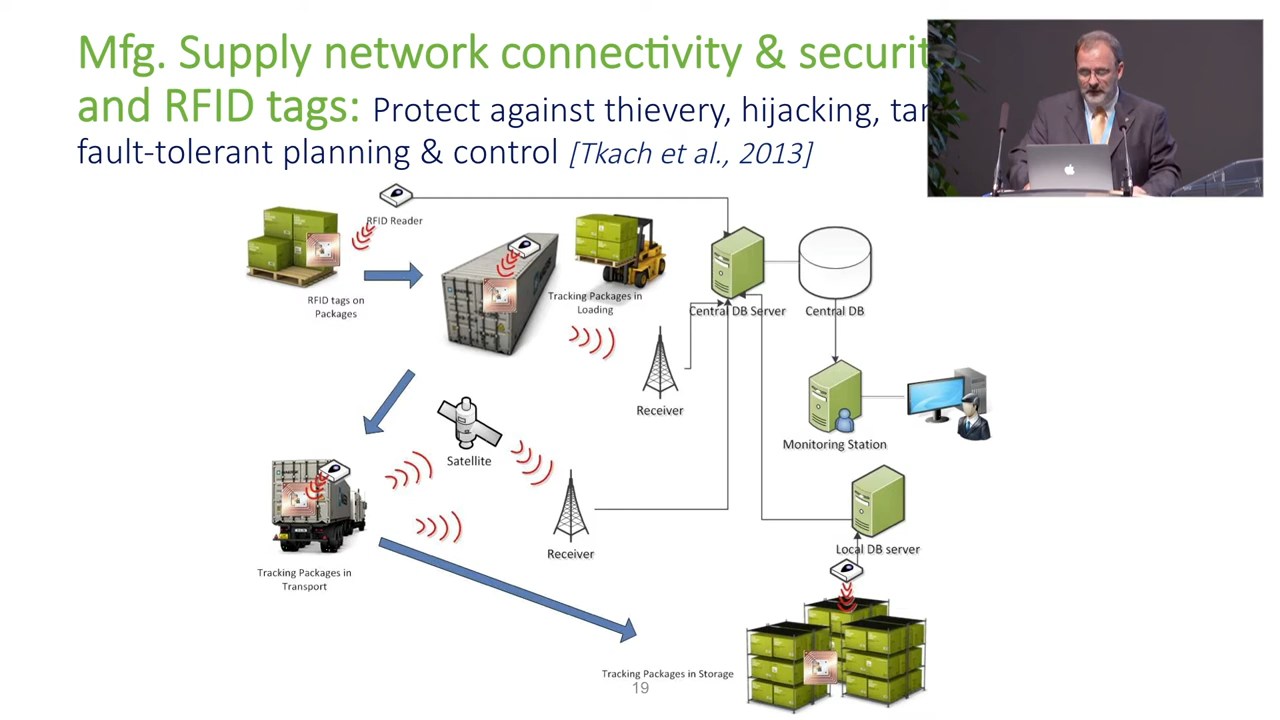 Mfg. Supply network connectivity & securit
and RFID tags: Protect against thievery, hijacking, tar
fault-tolerant planning & control [Tkach et al., 2013]
RFID Reader
RFID tags on
Packages
Tracking Packages in
Loading
Central DB Server
Central DB
Receiver
Monitoring Station
Satellite
Receiver
Local DB server
Tracking Packages in
Transport
Tracking Packages in Storage
19